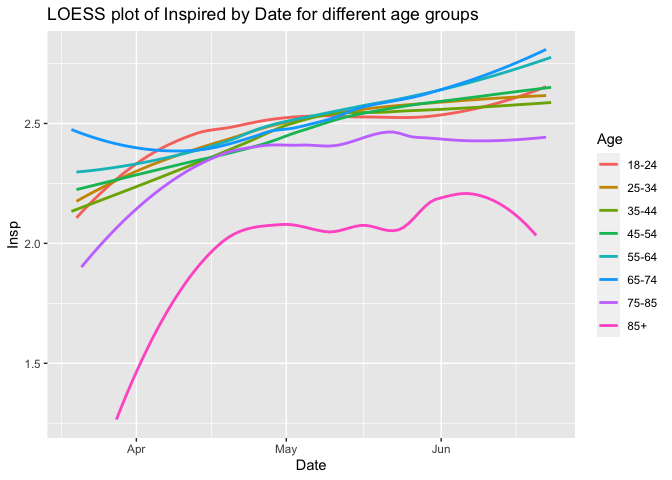 LOESS plot of Inspired by Date for different age groups
Insp
2.5
2.0
1.5
Apr May Jun
Date
Age
18-24
25-34
35-44
45-54
55-64
65-74
75-85
85+